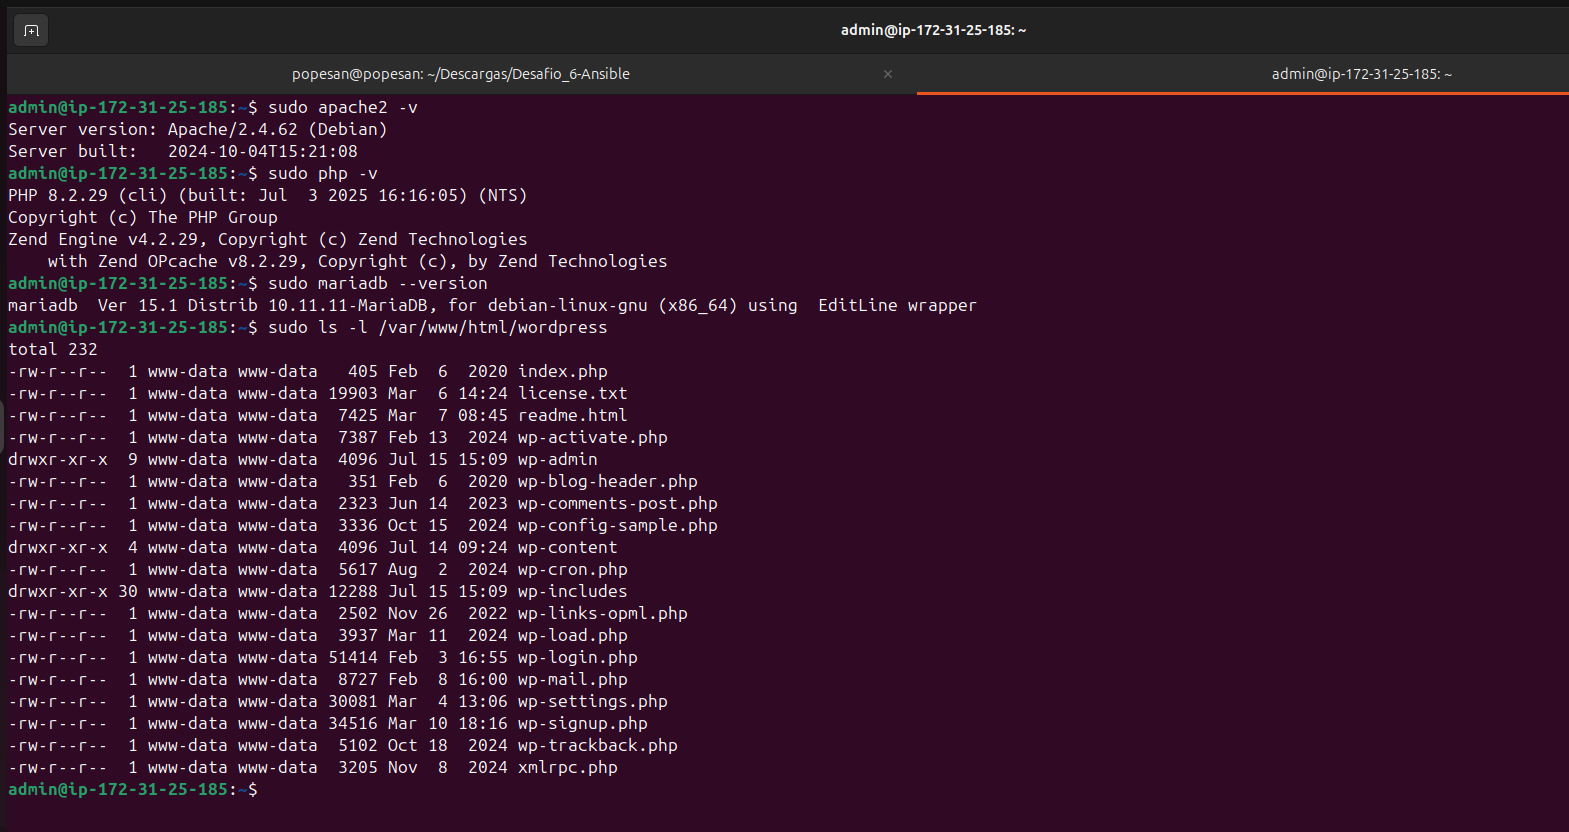 admin@ip-172-31-25-185: ~
popesan@popesan: ~/Descargas/Desafio_6-Ansible
admin@ip-172-31-25-185: ~
admin@ip-172-31-25-185:~$ sudo apache2 -v
Server version: Apache/2.4.62 (Debian)
Server built:   2024-10-04T15:21:08
admin@ip-172-31-25-185:~$ sudo php -v
PHP 8.2.29 (cli) (built: Jul  3 2025 16:16:05) (NTS)
Copyright (c) The PHP Group
Zend Engine v4.2.29, Copyright (c) Zend Technologies
    with Zend OPcache v8.2.29, Copyright (c), by Zend Technologies
admin@ip-172-31-25-185:~$ sudo mariadb --version
mariadb  Ver 15.1 Distrib 10.11.11-MariaDB, for debian-linux-gnu (x86_64) using  EditLine wrapper
admin@ip-172-31-25-185:~$ sudo ls -l /var/www/html/wordpress
total 232
-rw-r--r--  1 www-data www-data   405 Feb  6  2020 index.php
-rw-r--r--  1 www-data www-data 19903 Mar  6 14:24 license.txt
-rw-r--r--  1 www-data www-data  7425 Mar  7 08:45 readme.html
-rw-r--r--  1 www-data www-data  7387 Feb 13  2024 wp-activate.php
drwxr-xr-x  9 www-data www-data  4096 Jul 15 15:09 wp-admin
-rw-r--r--  1 www-data www-data   351 Feb  6  2020 wp-blog-header.php
-rw-r--r--  1 www-data www-data  2323 Jun 14  2023 wp-comments-post.php
-rw-r--r--  1 www-data www-data  3336 Oct 15  2024 wp-config-sample.php
drwxr-xr-x  4 www-data www-data  4096 Jul 14 09:24 wp-content
-rw-r--r--  1 www-data www-data  5617 Aug  2  2024 wp-cron.php
drwxr-xr-x 30 www-data www-data 12288 Jul 15 15:09 wp-includes
-rw-r--r--  1 www-data www-data  2502 Nov 26  2022 wp-links-opml.php
-rw-r--r--  1 www-data www-data  3937 Mar 11  2024 wp-load.php
-rw-r--r--  1 www-data www-data 51414 Feb  3 16:55 wp-login.php
-rw-r--r--  1 www-data www-data  8727 Feb  8 16:00 wp-mail.php
-rw-r--r--  1 www-data www-data 30081 Mar  4 13:06 wp-settings.php
-rw-r--r--  1 www-data www-data 34516 Mar 10 18:16 wp-signup.php
-rw-r--r--  1 www-data www-data  5102 Oct 18  2024 wp-trackback.php
-rw-r--r--  1 www-data www-data  3205 Nov  8  2024 xmlrpc.php
admin@ip-172-31-25-185:~$